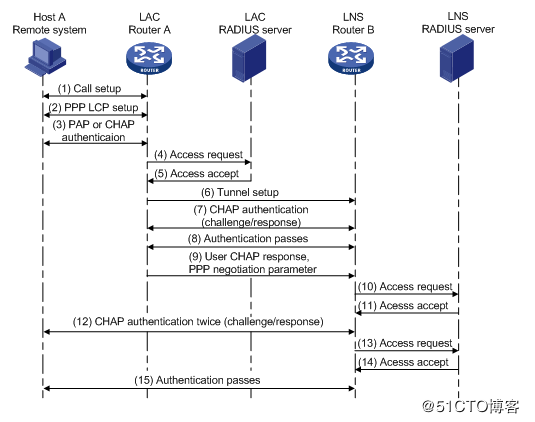 Host A
Remote system
LAC
Router A
LAC
RADIUS server
LNS
Router B
LNS
RADIUS server
ROUTER
ROUTER
(1) Call setup
(2) PPP LCP setup
(3) PAP or CHAP
authenticaion
(4) Access request
(5) Access accept
(6) Tunnel setup
(7) CHAP authentication
(challenge/response)
(8) Authentication passes
(9) User CHAP response,
PPP negotiation parameter
(10) Access request
(11) Acesss accept
(12) CHAP authentication twice (challenge/response)
(13) Access request
(14) Acesss accept
(15) Authentication passes
@51CTO博客